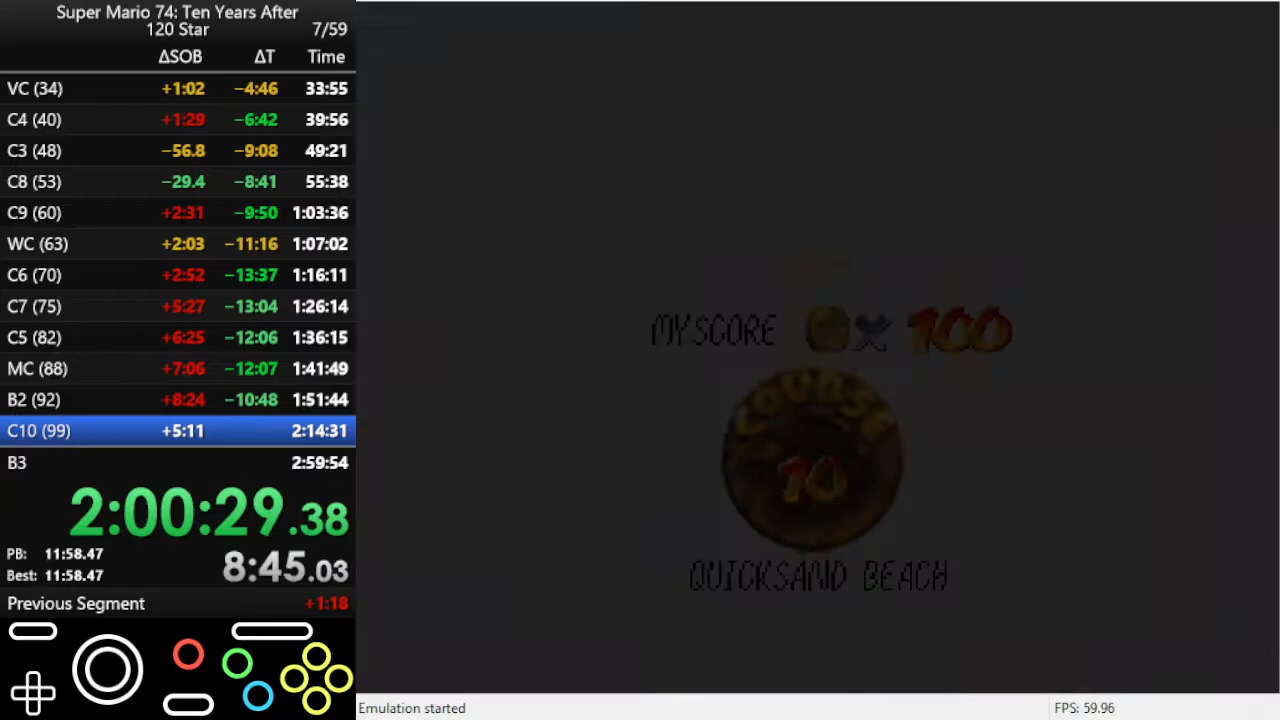 Super Mario 74: Ten Years After
120 Star 7/59
ΔSOB ΔT Time
VC (34) +1:02 −4:46 33:55
C4 (40) +1:29 −6:42 39:56
C3 (48) −56.8 −9:08 49:21
C8 (53) −29.4 −8:41 55:38
C9 (60) +2:31 −9:50 1:03:36
WC (63) +2:03 −11:16 1:07:02
C6 (70) +2:52 −13:37 1:16:11
C7 (75) +5:27 −13:04 1:26:14
C5 (82) +6:25 −12:06 1:36:15
MC (88) +7:06 −12:07 1:41:49
B2 (92) +8:24 −10:48 1:51:44
C10 (99) +5:11 2:14:31
B3 2:59:54
2:00:29.38
PB: 11:58.47
Best: 11:58.47
8:45.03
Previous Segment +1:18
MYSCORE × 100
COURSE
10
QUICKSAND BEACH
Emulation started FPS: 59.96